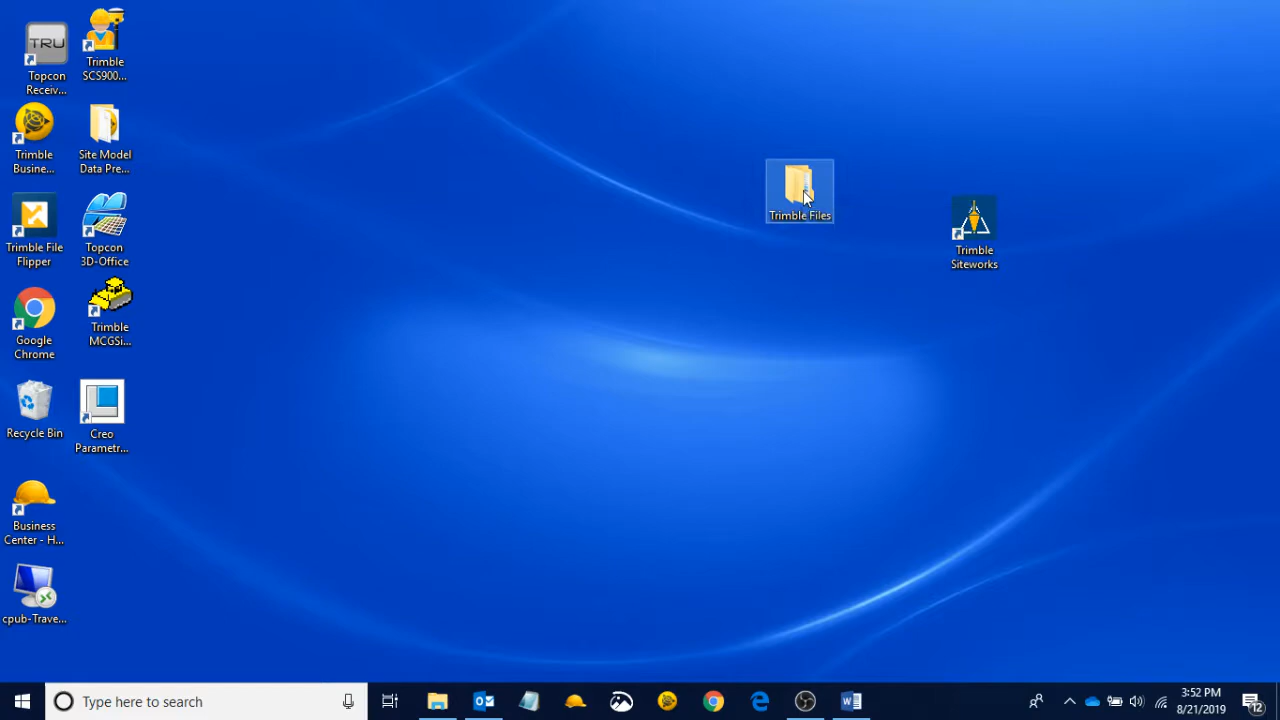 TRU
Topcon
Receiv...
Trimble
SCS900...
Trimble
Busine...
Site Model
Data Pre...
Trimble File
Flipper
Topcon
3D-Office
Google
Chrome
Trimble
MCGSi...
Recycle Bin
Creo
Parametr...
Business
Center - H...
cpub-Trave...
Trimble Files
Trimble
Siteworks
Type here to search
3:52 PM
8/21/2019
12